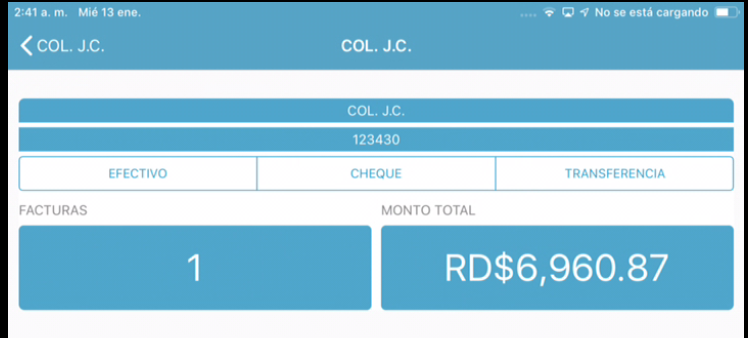 2:41 a. m. Mié 13 ene. No se está cargando
COL. J.C. COL. J.C.
COL. J.C.
123430
EFECTIVO CHEQUE TRANSFERENCIA
FACTURAS MONTO TOTAL
1 RD$6,960.87